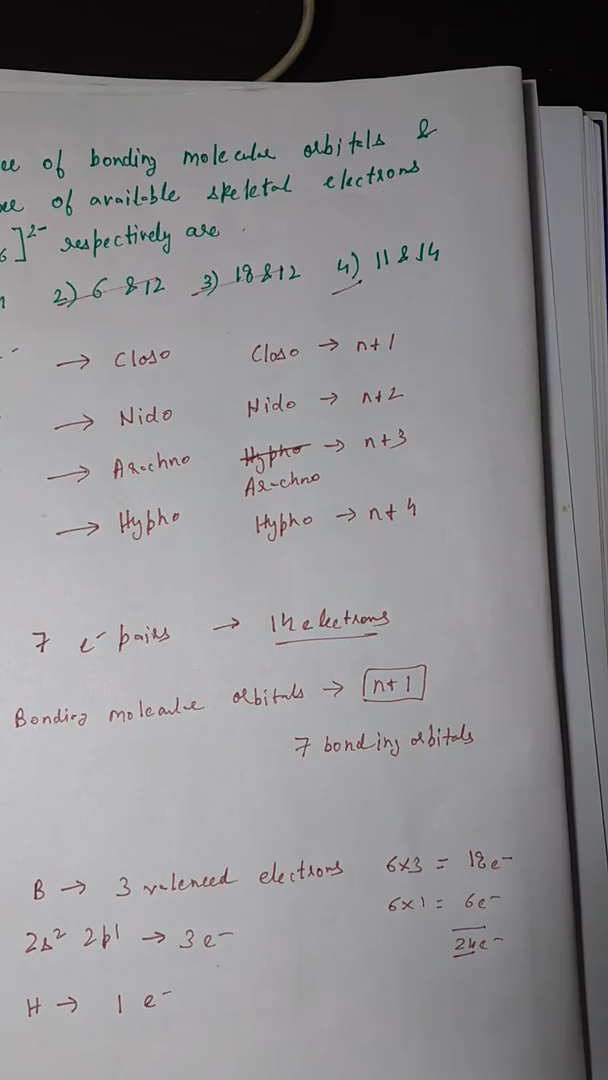 of bonding molecular orbitals &
of available skeletal electrons
6]²⁻ respectively are
2) 6 & 12 3) 18 & 12 4) 11 & 14
→ Closo Closo → n+1
→ Nido Nido → n+2
→ Arachno Hypho → n+3
Arachno
→ Hypho Hypho → n+4
7 e⁻ pairs → 14 electrons
Bonding molecular orbitals → n+1
7 bonding orbitals
B → 3 valenced electrons 6×3 = 18e⁻
6×1 = 6e⁻
2s² 2p¹ → 3e⁻
24e⁻
H → 1 e⁻